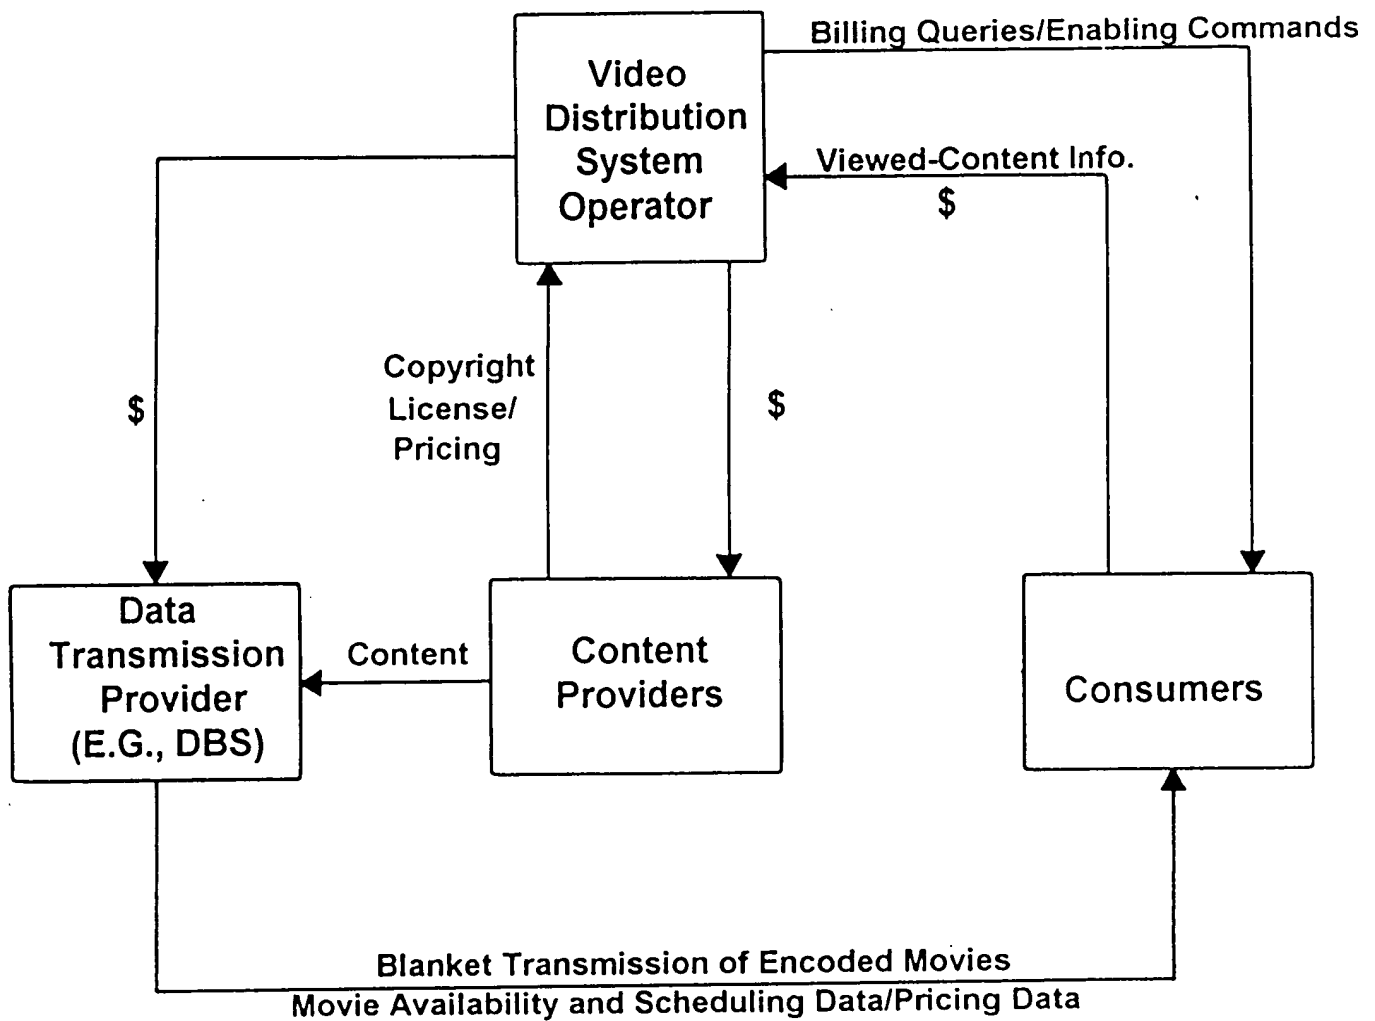 Billing Queries/Enabling Commands
Video
Distribution
System
Operator
Viewed-Content Info.
$
Copyright
License/
Pricing
$
$
Data
Transmission
Provider
(E.G., DBS)
Content
Content
Providers
Consumers
Blanket Transmission of Encoded Movies
Movie Availability and Scheduling Data/Pricing Data